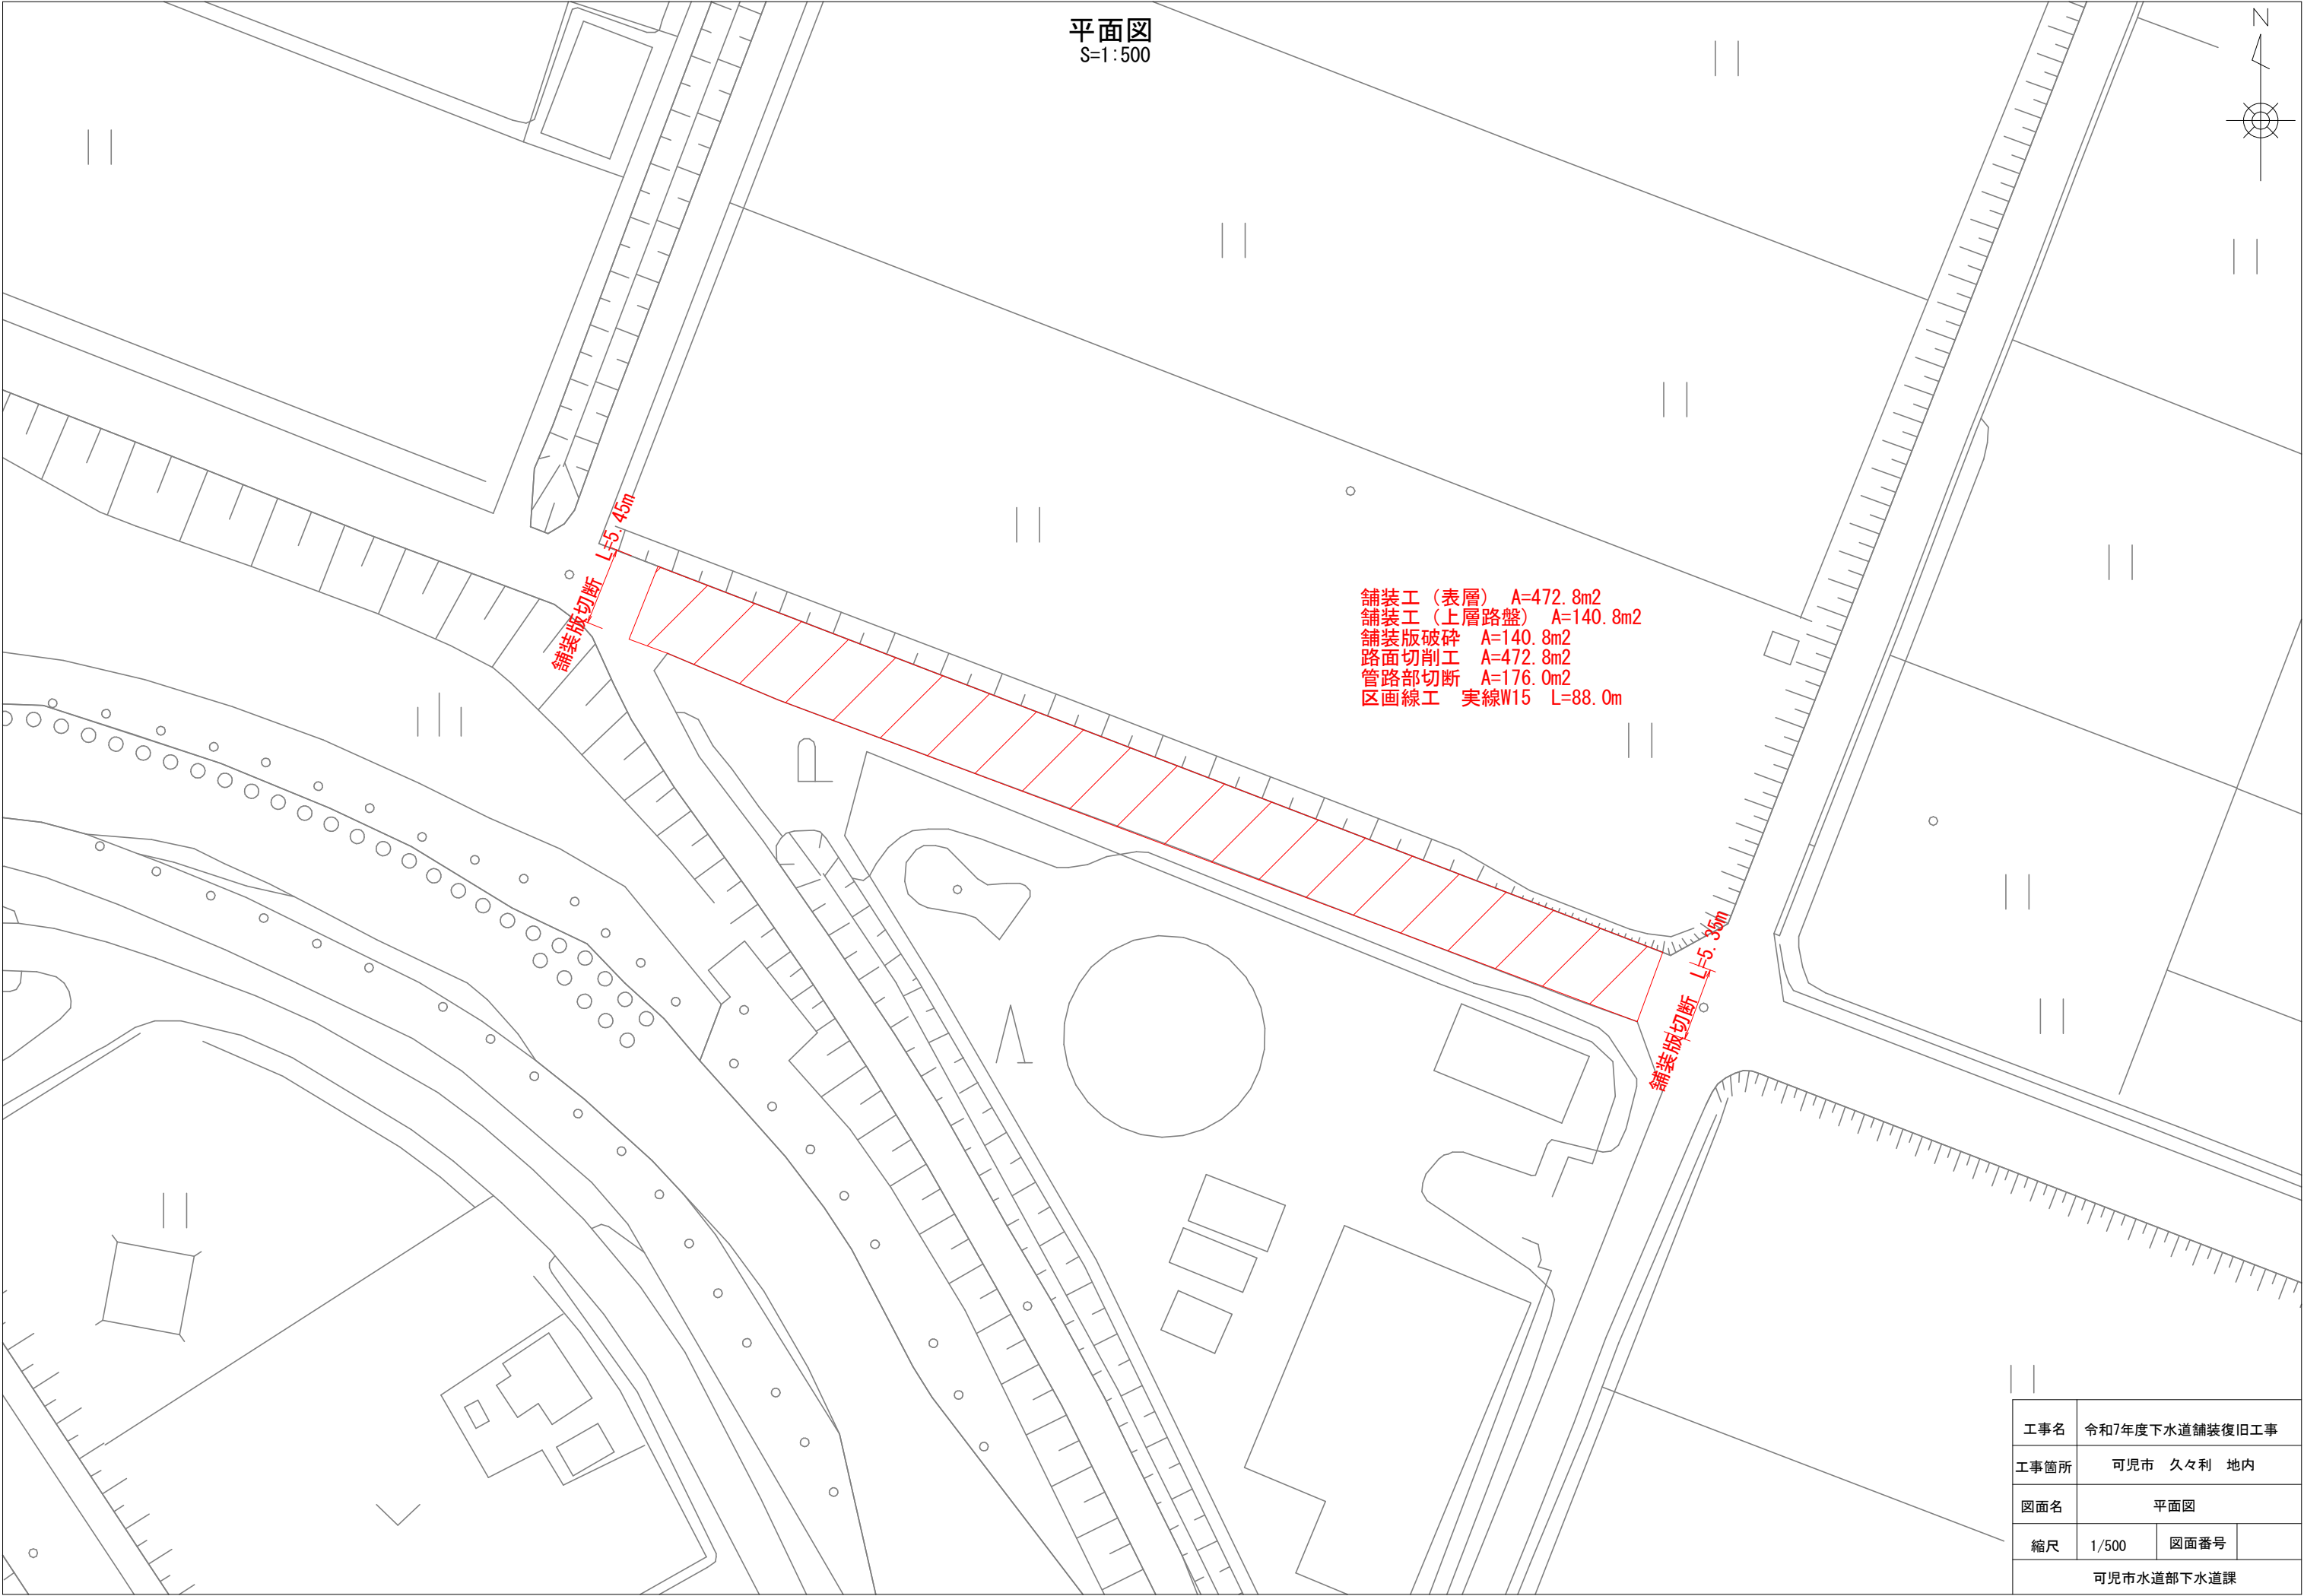 平面図
S=1:500
N
舗装版切断　L=5.45m
舗装工（表層）　A=472.8m2
舗装工（上層路盤）　A=140.8m2
舗装版破砕　A=140.8m2
路面切削工　A=472.8m2
管路部切断　A=176.0m2
区画線工　実線W15　L=88.0m
舗装版切断　L=5.35m
工事名　令和7年度下水道舗装復旧工事
工事箇所　可児市　久々利　地内
図面名　平面図
縮尺　1/500　図面番号
可児市水道部下水道課